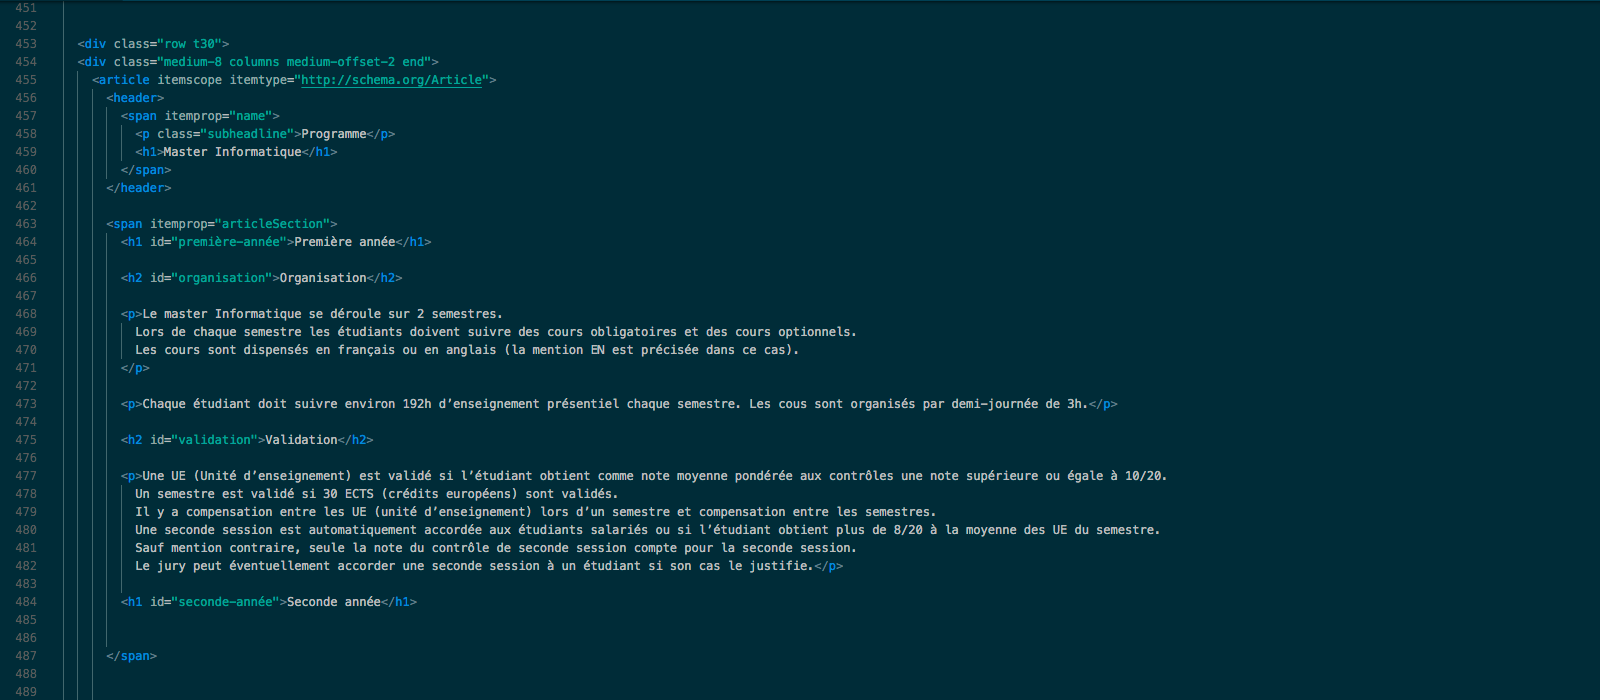 451
452
453 <div class="row t30">
454 <div class="medium-8 columns medium-offset-2 end">
455 <article itemscope itemtype="http://schema.org/Article">
456 <header>
457 <span itemprop="name">
458 <p class="subheadline">Programme</p>
459 <h1>Master Informatique</h1>
460 </span>
461 </header>
462
463 <span itemprop="articleSection">
464 <h1 id="première-année">Première année</h1>
465
466 <h2 id="organisation">Organisation</h2>
467
468 <p>Le master Informatique se déroule sur 2 semestres.
469 Lors de chaque semestre les étudiants doivent suivre des cours obligatoires et des cours optionnels.
470 Les cours sont dispensés en français ou en anglais (la mention EN est précisée dans ce cas).
471 </p>
472
473 <p>Chaque étudiant doit suivre environ 192h d’enseignement présentiel chaque semestre. Les cous sont organisés par demi-journée de 3h.</p>
474
475 <h2 id="validation">Validation</h2>
476
477 <p>Une UE (Unité d’enseignement) est validé si l’étudiant obtient comme note moyenne pondérée aux contrôles une note supérieure ou égale à 10/20.
478 Un semestre est validé si 30 ECTS (crédits européens) sont validés.
479 Il y a compensation entre les UE (unité d’enseignement) lors d’un semestre et compensation entre les semestres.
480 Une seconde session est automatiquement accordée aux étudiants salariés ou si l’étudiant obtient plus de 8/20 à la moyenne des UE du semestre.
481 Sauf mention contraire, seule la note du contrôle de seconde session compte pour la seconde session.
482 Le jury peut éventuellement accorder une seconde session à un étudiant si son cas le justifie.</p>
483
484 <h1 id="seconde-année">Seconde année</h1>
485
486
487 </span>
488
489